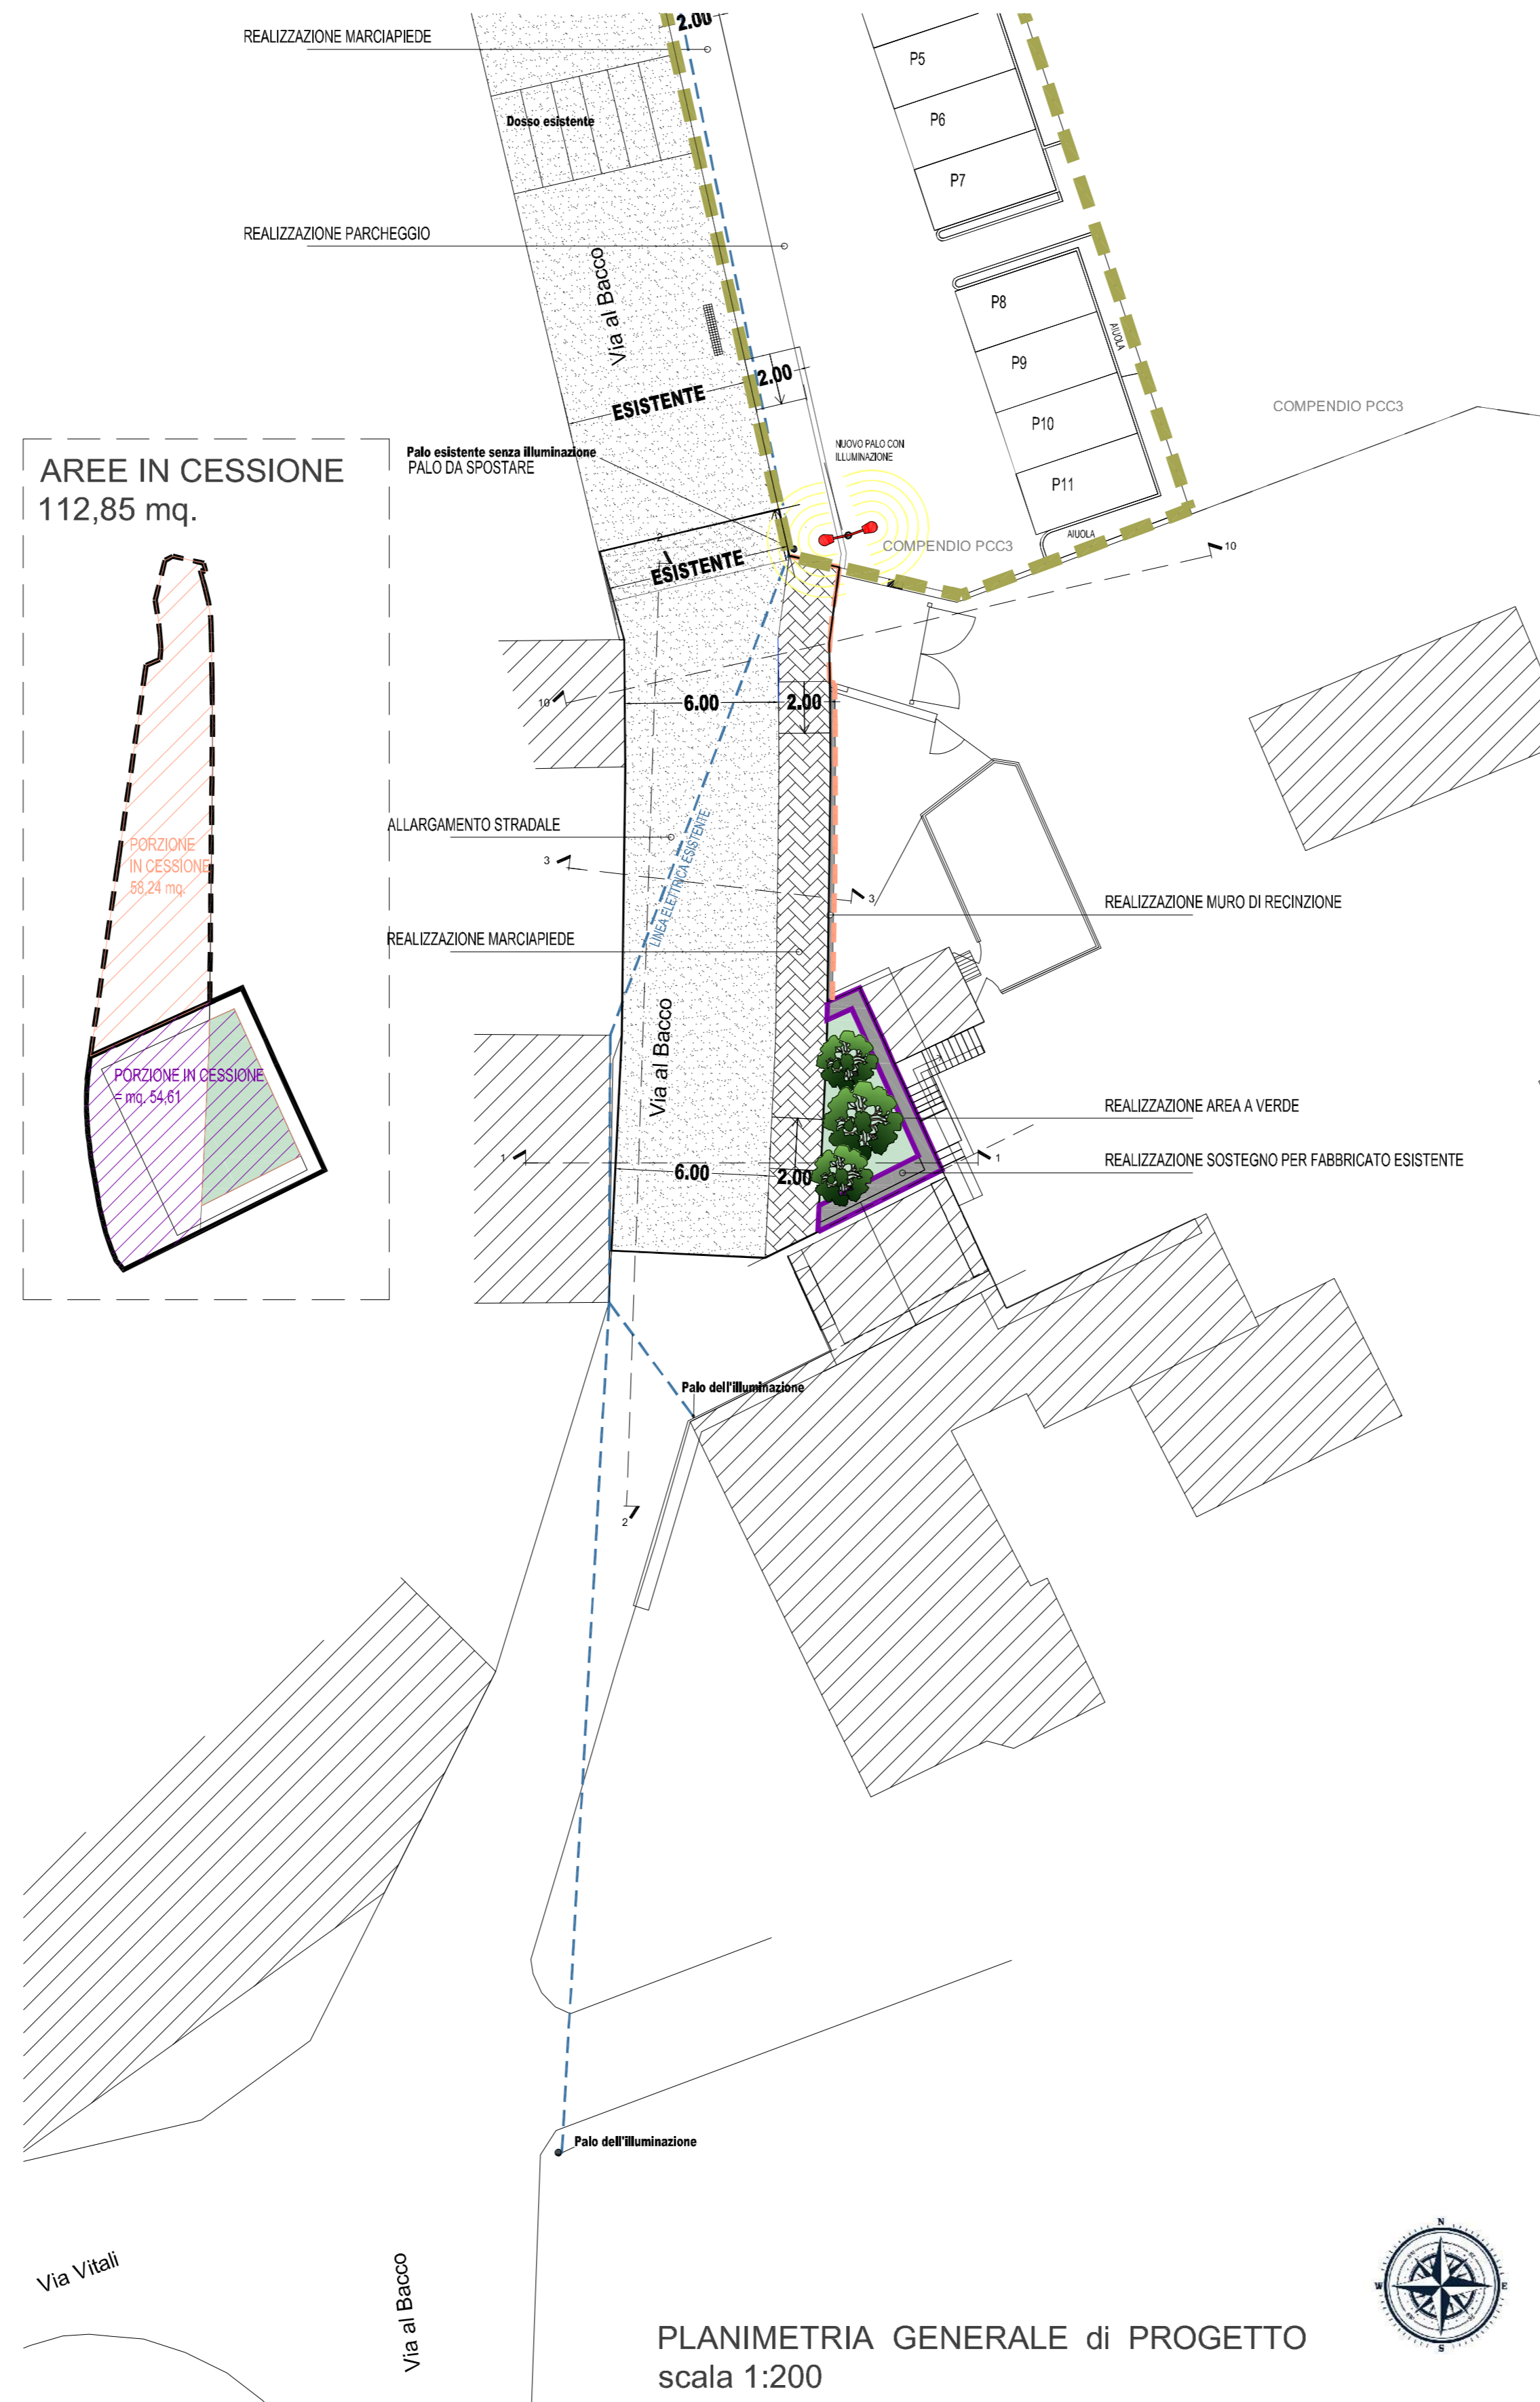 2.00
REALIZZAZIONE MARCIAPIEDE
P5
Dosso esistente
P6
P7
REALIZZAZIONE PARCHEGGIO
Via al Bacco
P8
AIUOLA
P9
2.00
ESISTENTE
P10
COMPENDIO PCC3
NUOVO PALO CON
ILLUMINAZIONE
Palo esistente senza illuminazione
PALO DA SPOSTARE
P11
AREE IN CESSIONE
112,85 mq.
AIUOLA
2
COMPENDIO PCC3
10
ESISTENTE
10
6.00
2.00
ALLARGAMENTO STRADALE
LINEA ELETTRICA ESISTENTE
PORZIONE
IN CESSIONE
58,24 mq.
3
3
REALIZZAZIONE MURO DI RECINZIONE
REALIZZAZIONE MARCIAPIEDE
Via al Bacco
PORZIONE IN CESSIONE
= mq. 54,61
REALIZZAZIONE AREA A VERDE
1
1
REALIZZAZIONE SOSTEGNO PER FABBRICATO ESISTENTE
6.00
2.00
Palo dell'illuminazione
2
Palo dell'illuminazione
Via Vitali
Via al Bacco
N
W
E
S
PLANIMETRIA GENERALE di PROGETTO
scala 1:200